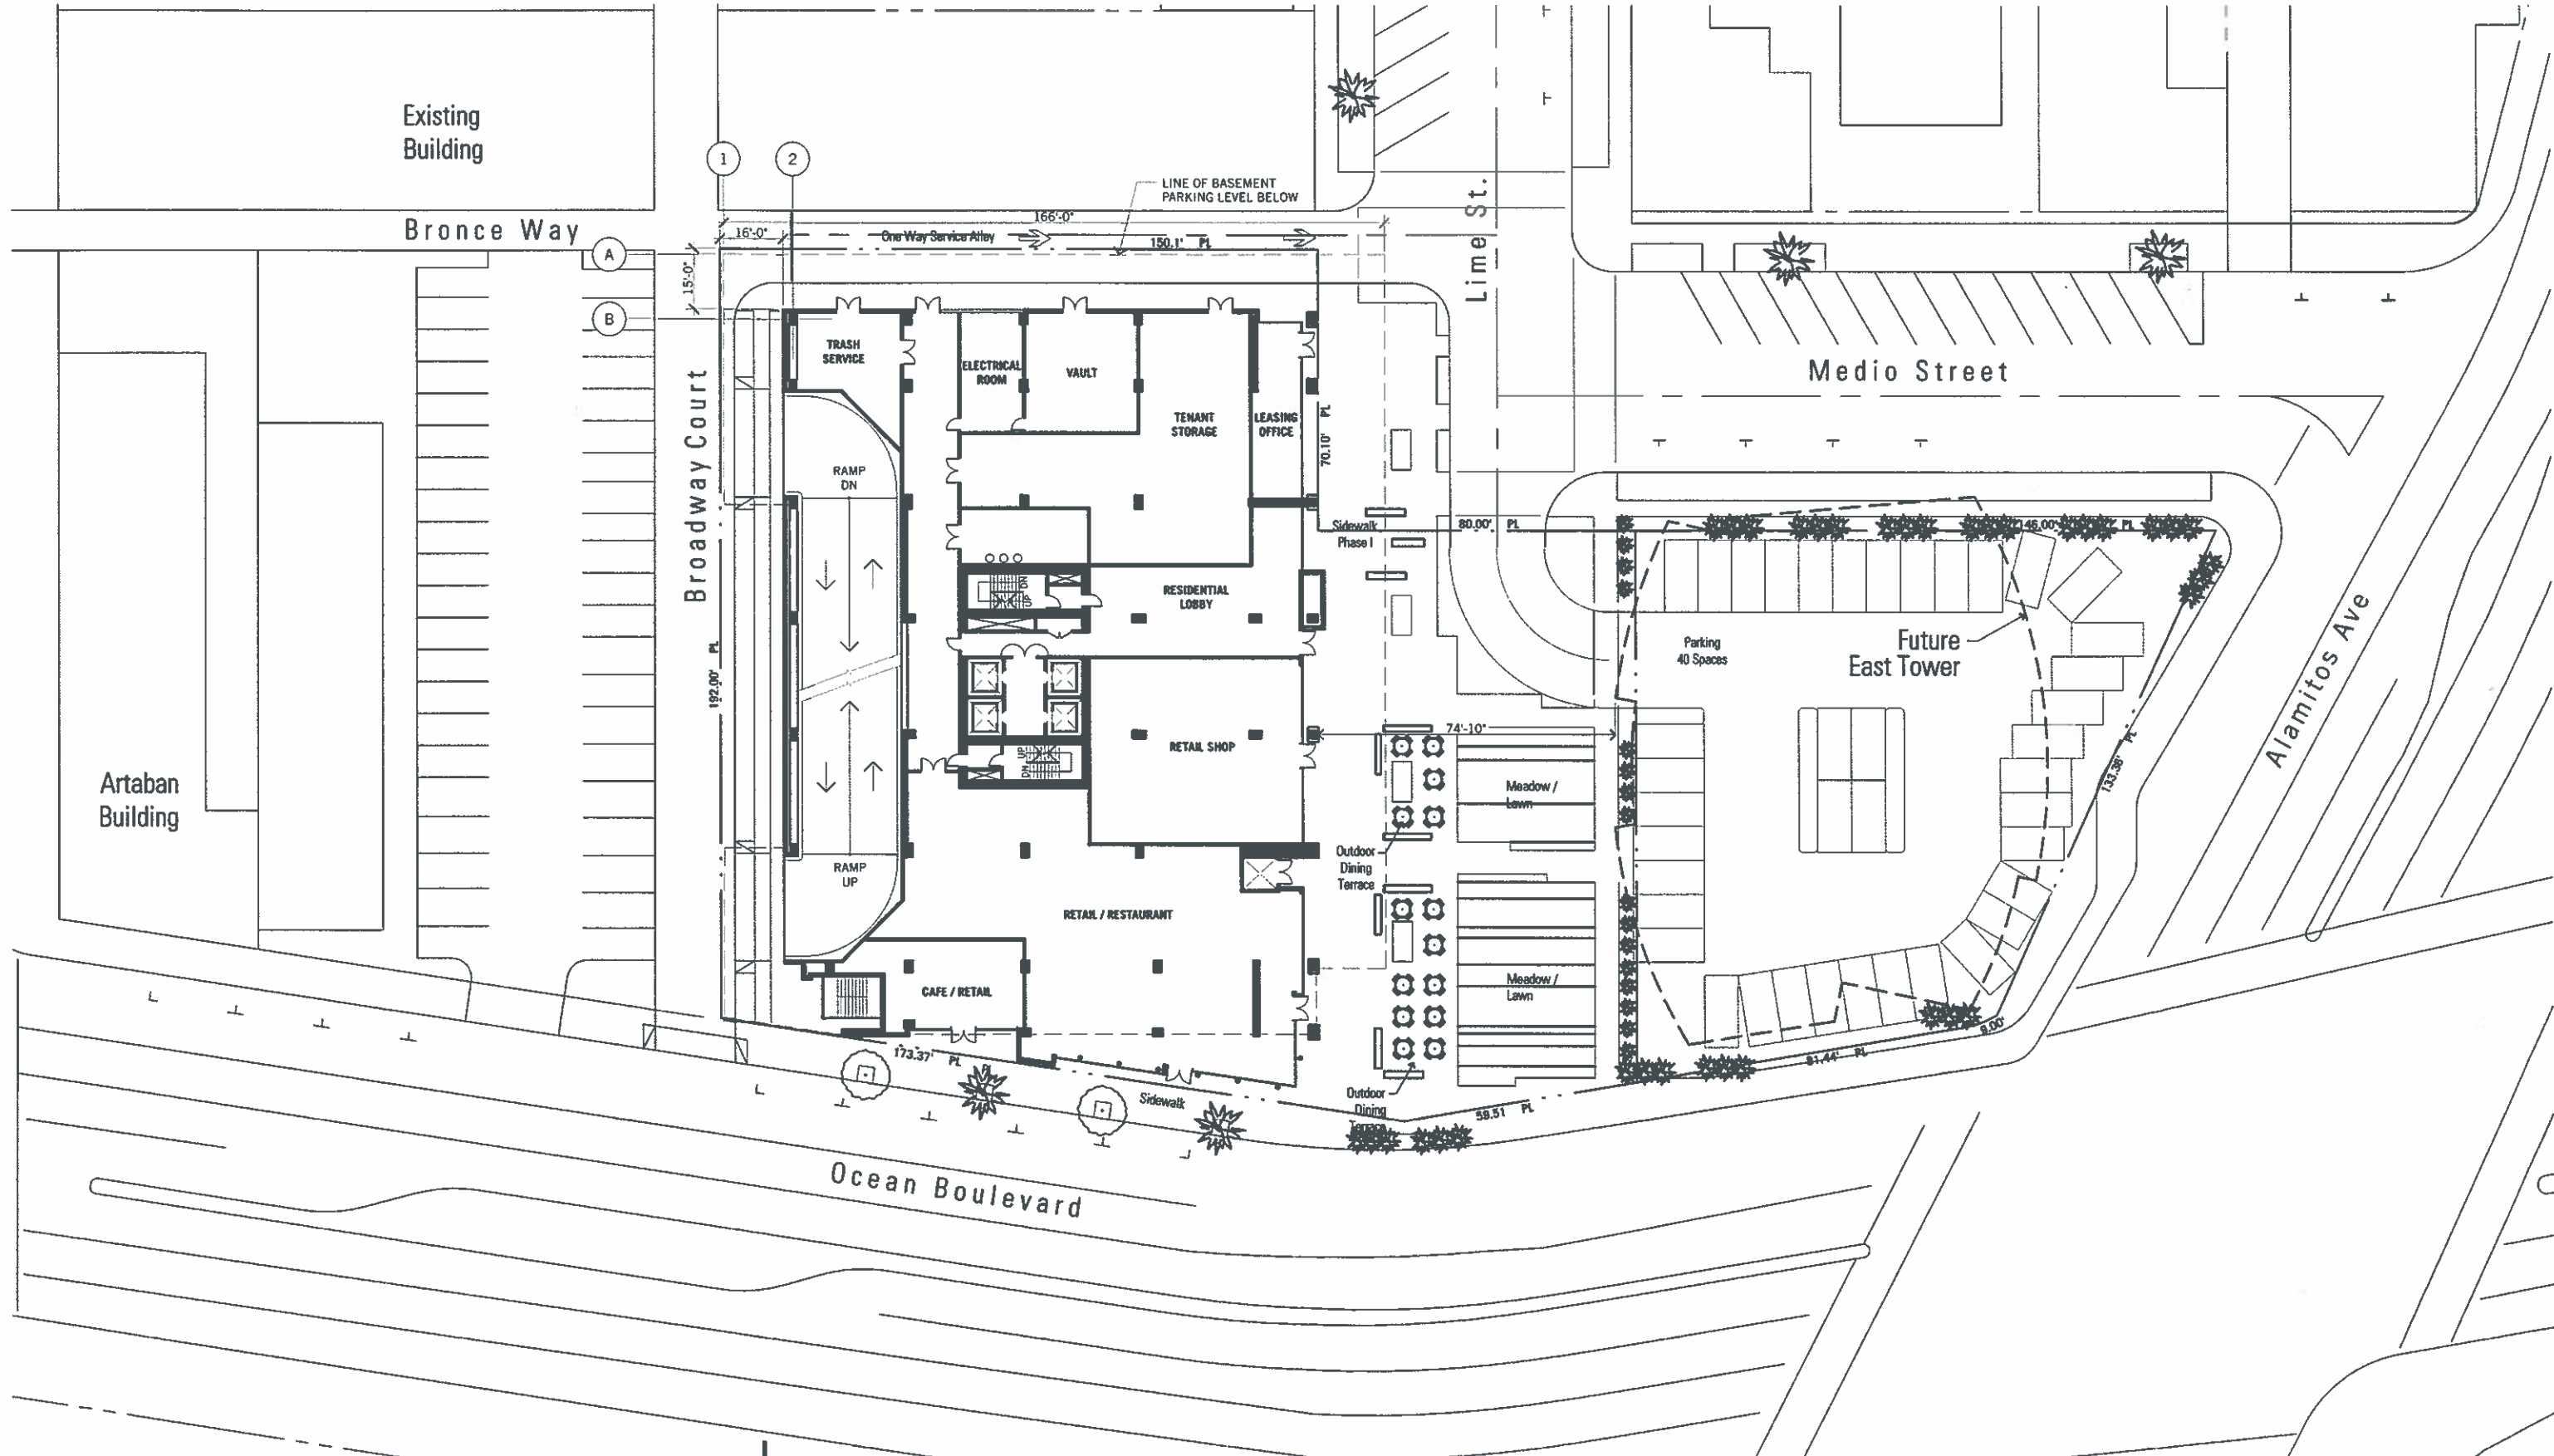 Existing
Building
1
2
LINE OF BASEMENT
PARKING LEVEL BELOW
166'-0"
Bronce Way
16'-0"
One Way Service Alley
150.1' PL
Lime St.
A
15'-0"
B
TRASH
SERVICE
ELECTRICAL
ROOM
VAULT
TENANT
STORAGE
LEASING
OFFICE
70.10' PL
Medio Street
Broadway Court
RAMP
DN
Sidewalk
Phase I
80.00' PL
PL
DN
UP
RESIDENTIAL
LOBBY
Parking
40 Spaces
Future
East Tower
Alamitos Ave
192.00' PL
RETAIL SHOP
74'-10"
UP
DN
Meadow /
Lawn
133.36' PL
Artaban
Building
Outdoor
Dining
Terrace
RAMP
UP
RETAIL / RESTAURANT
CAFE / RETAIL
Meadow /
Lawn
9.00'
173.37' PL
81.44' PL
Sidewalk
Outdoor
Dining
Terrace
59.51 PL
Ocean Boulevard